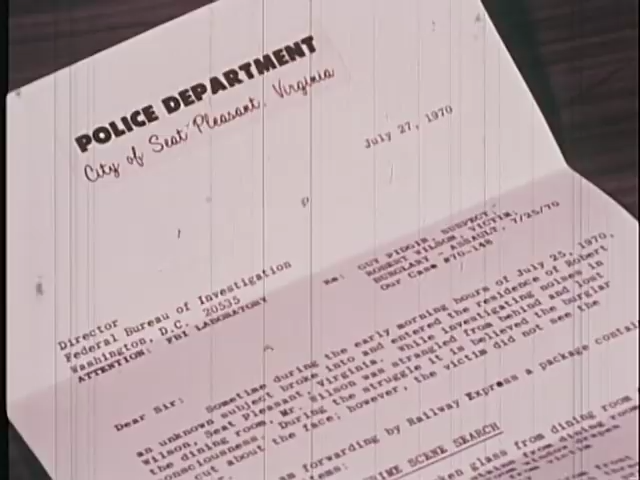 POLICE DEPARTMENT
City of Seat Pleasant, Virginia
July 27, 1970
Director
Federal Bureau of Investigation
Washington, D.C. 20535
ATTENTION: FBI LABORATORY
Re: GUY PIDGIN, SUSPECT;
ROBERT WILSON, VICTIM,
BURGLARY - ASSAULT, 7/25/70
Our Case #70-148
Dear Sir:
Sometime during the early morning hours of July 25, 1970,
an unknown subject broke into and entered the residence of Robert
Wilson, Seat Pleasant, Virginia. While investigating noises in
the dining room, Mr. Wilson was strangled from behind and lost
consciousness. During the struggle it is believed the burglar
cut about the face; however, the victim did not see the
am forwarding by Railway Express a package contai
CRIME SCENE SEARCH
glass from dining room